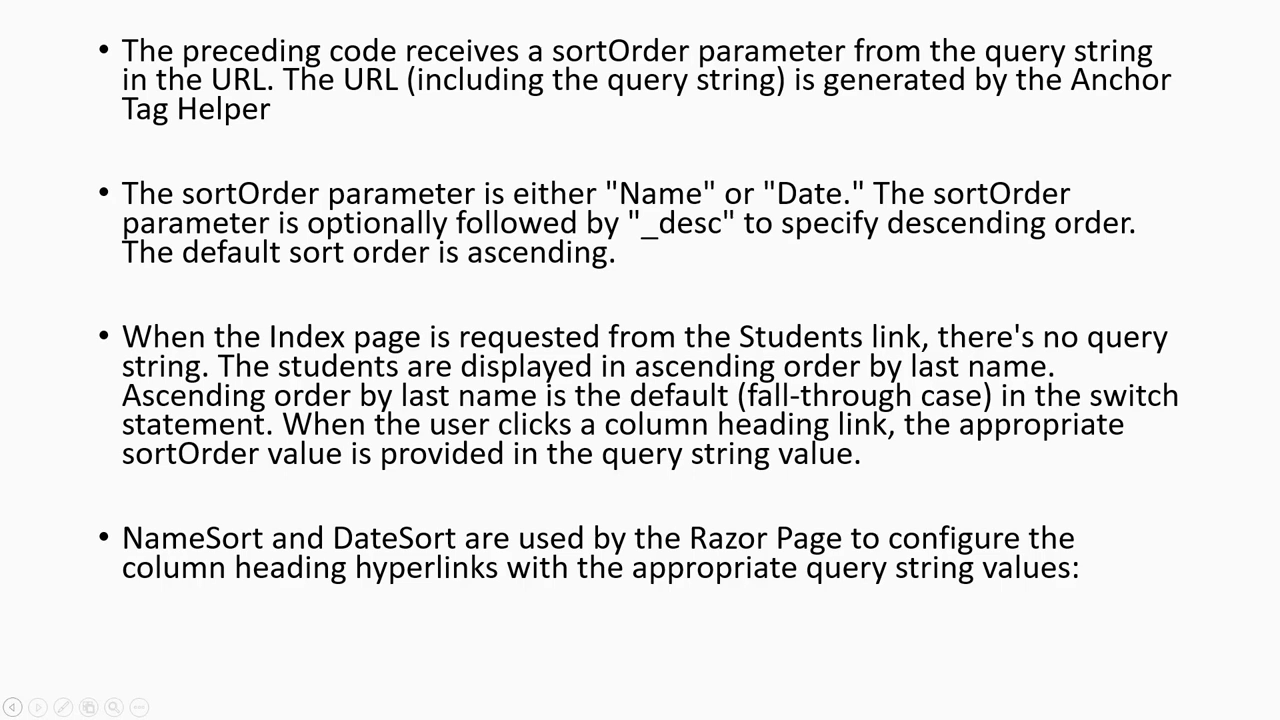 • The preceding code receives a sortOrder parameter from the query string
in the URL. The URL (including the query string) is generated by the Anchor
Tag Helper
• The sortOrder parameter is either "Name" or "Date." The sortOrder
parameter is optionally followed by "_desc" to specify descending order.
The default sort order is ascending.
• When the Index page is requested from the Students link, there's no query
string. The students are displayed in ascending order by last name.
Ascending order by last name is the default (fall-through case) in the switch
statement. When the user clicks a column heading link, the appropriate
sortOrder value is provided in the query string value.
• NameSort and DateSort are used by the Razor Page to configure the
column heading hyperlinks with the appropriate query string values: